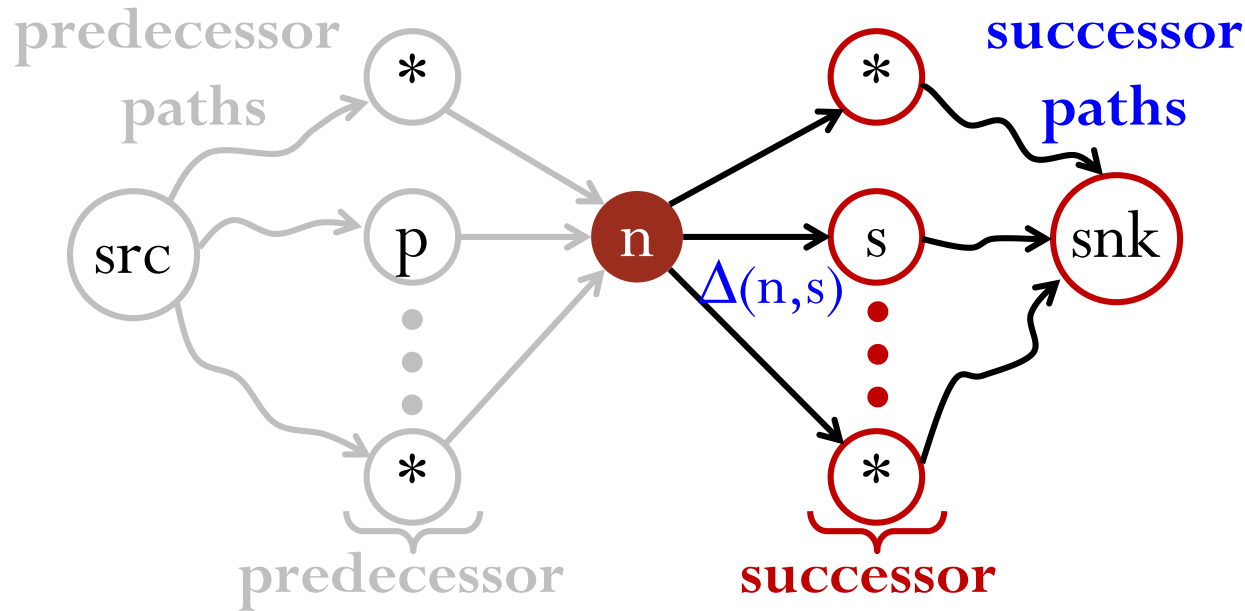 predecessor
paths
successor
paths
*
*
src
p
n
s
snk
Δ(n,s)
*
*
predecessor
successor